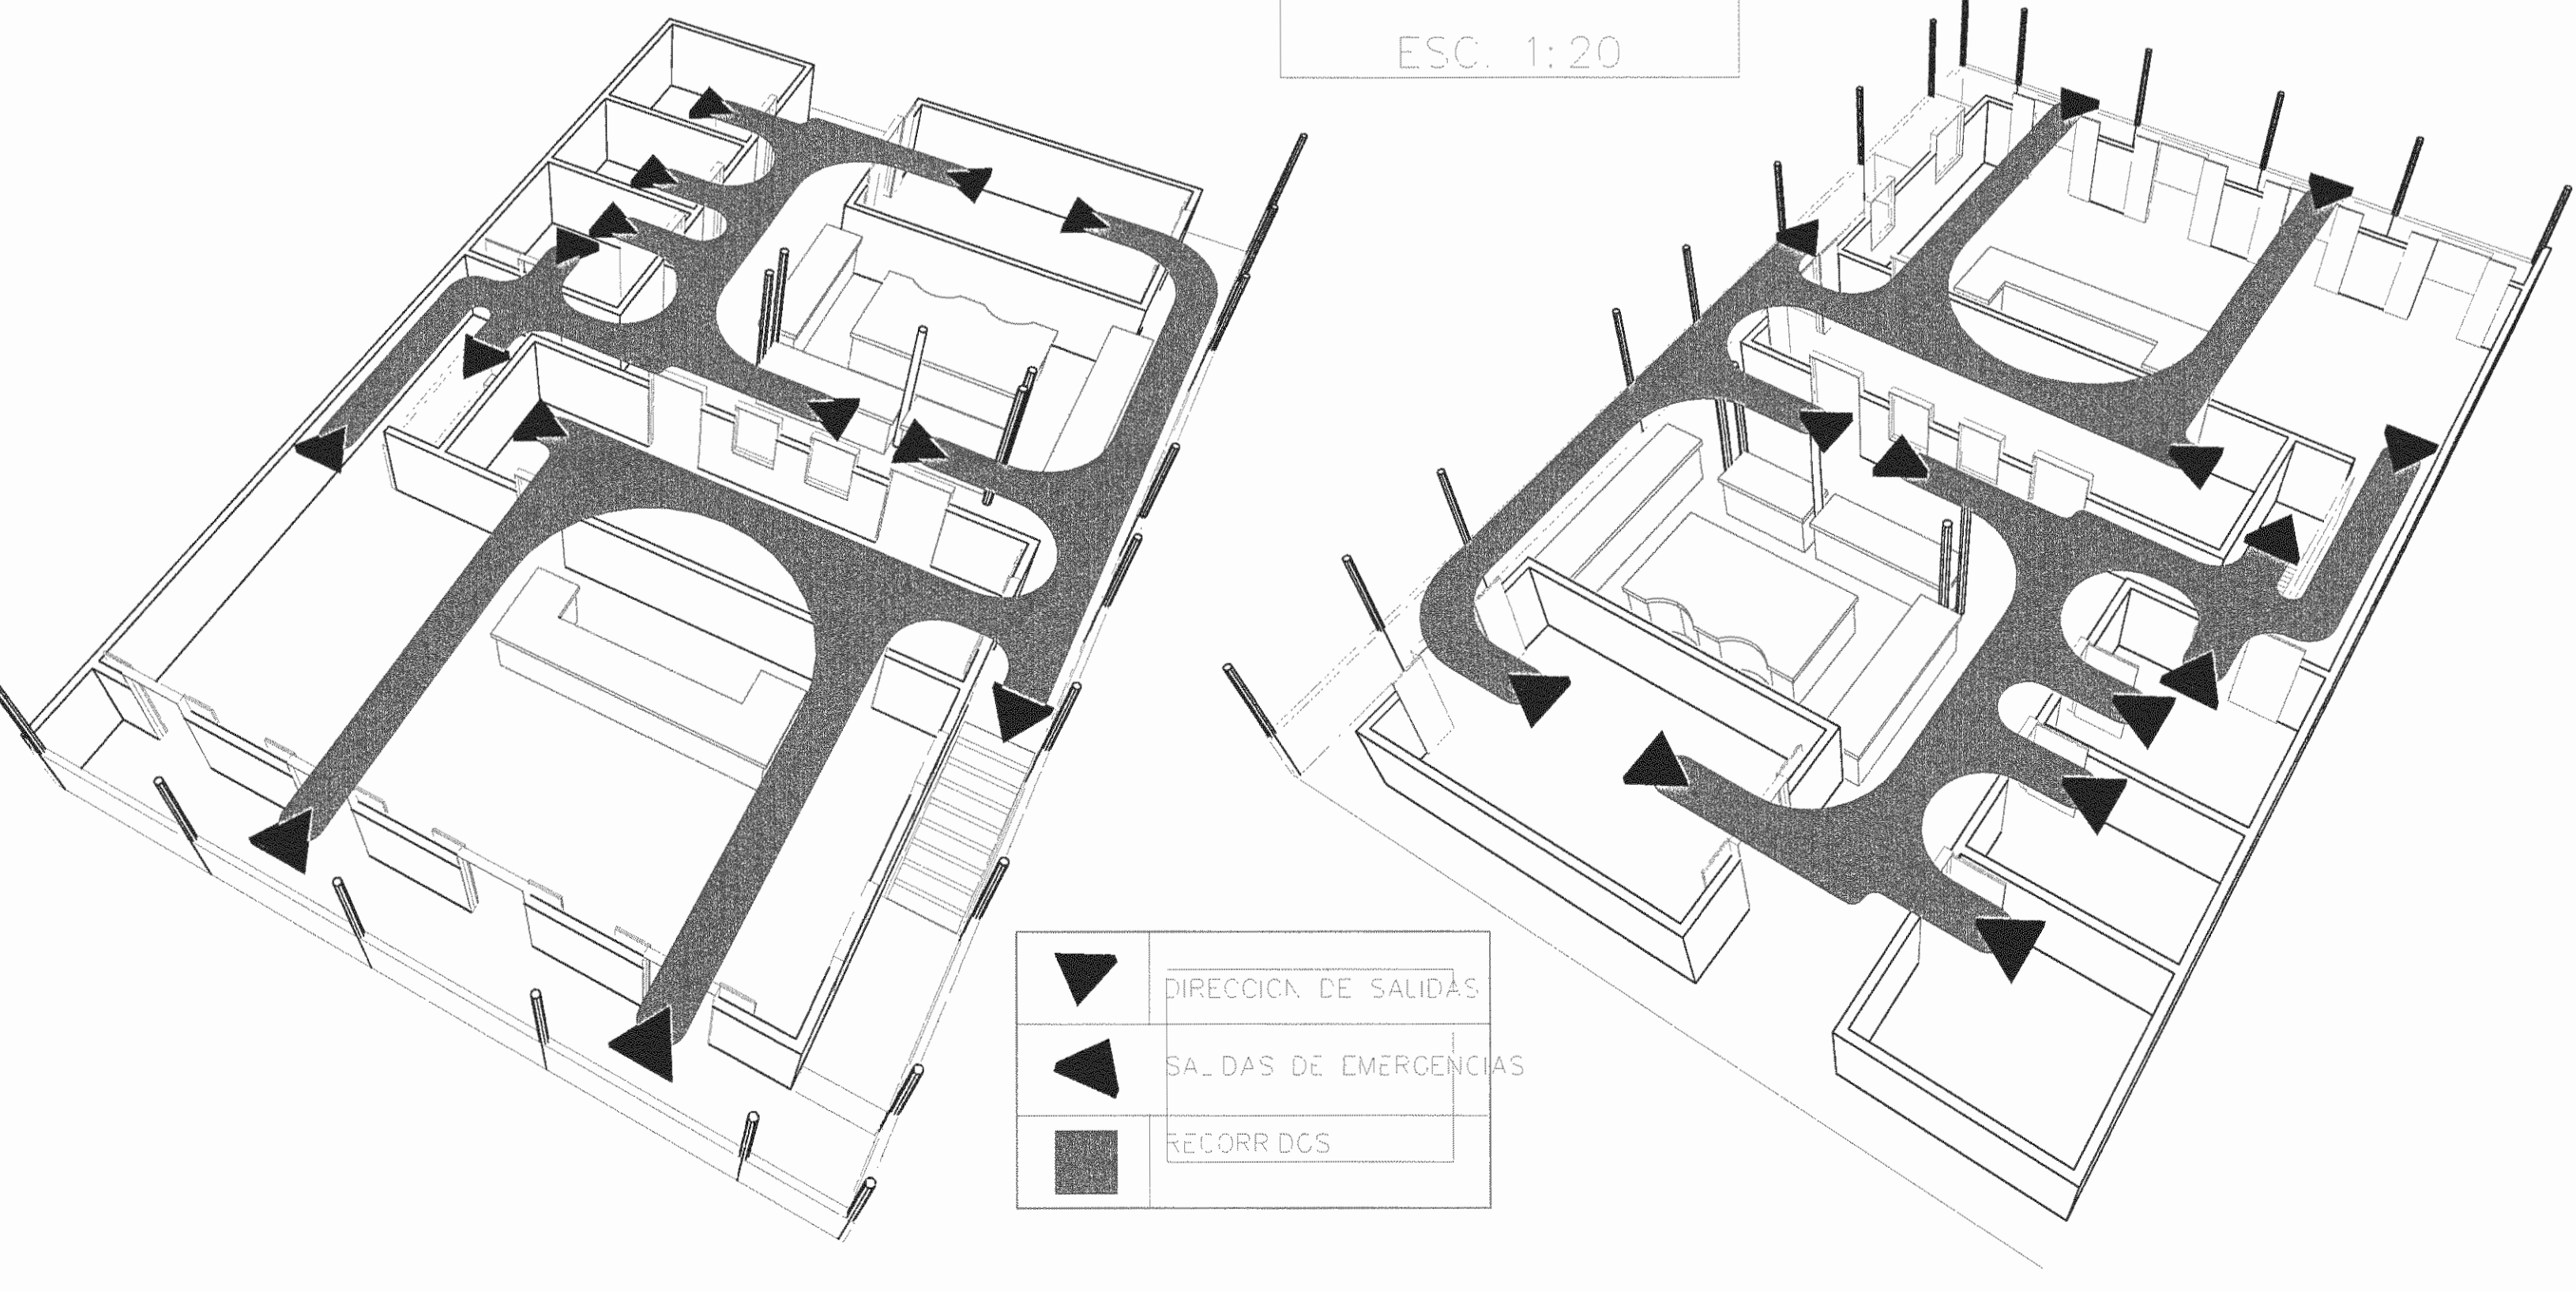 ESC. 1:20
DIRECCION DE SALIDAS
SALIDAS DE EMERGENCIAS
RECORRIDOS